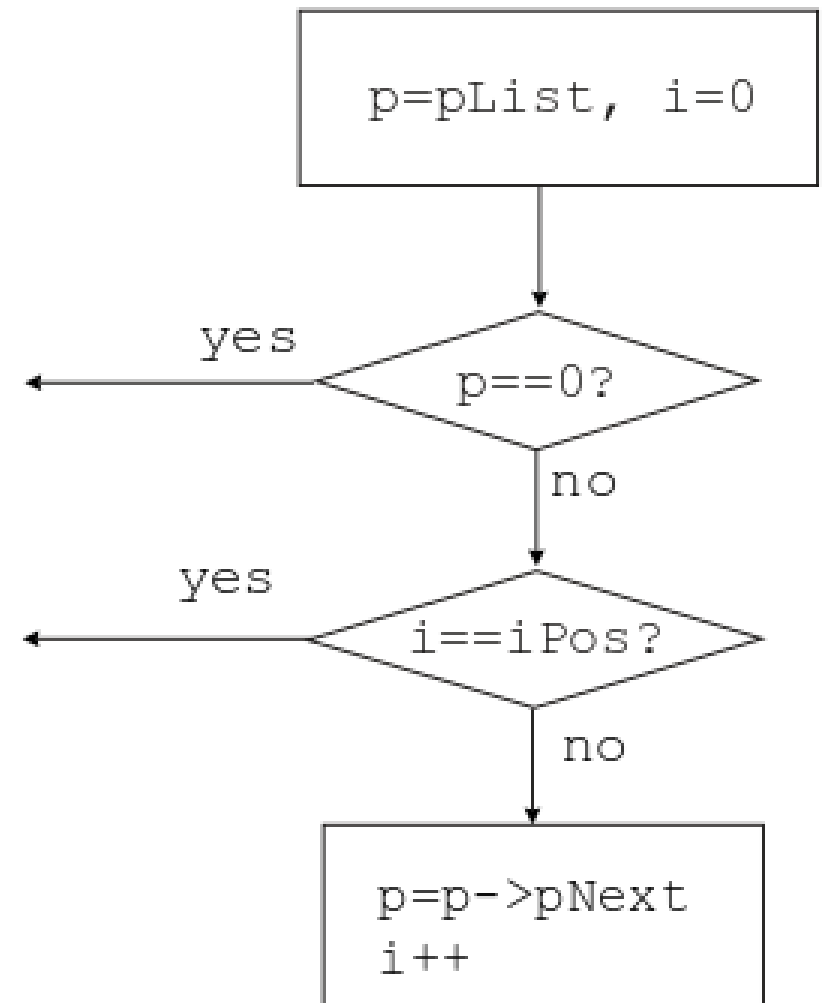 p=pList, i=0
yes
p==0?
no
yes
i==iPos?
no
p=p->pNext
i++